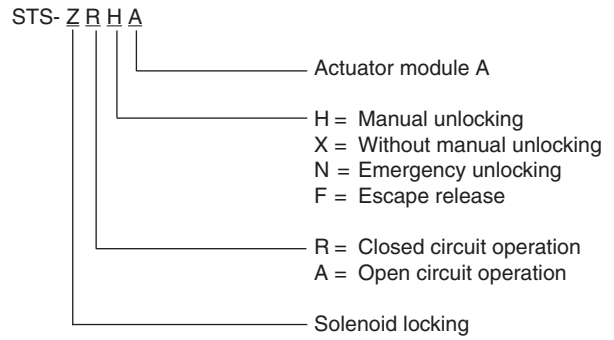 STS- Z R H A
Actuator module A
H = Manual unlocking
X = Without manual unlocking
N = Emergency unlocking
F = Escape release
R = Closed circuit operation
A = Open circuit operation
Solenoid locking